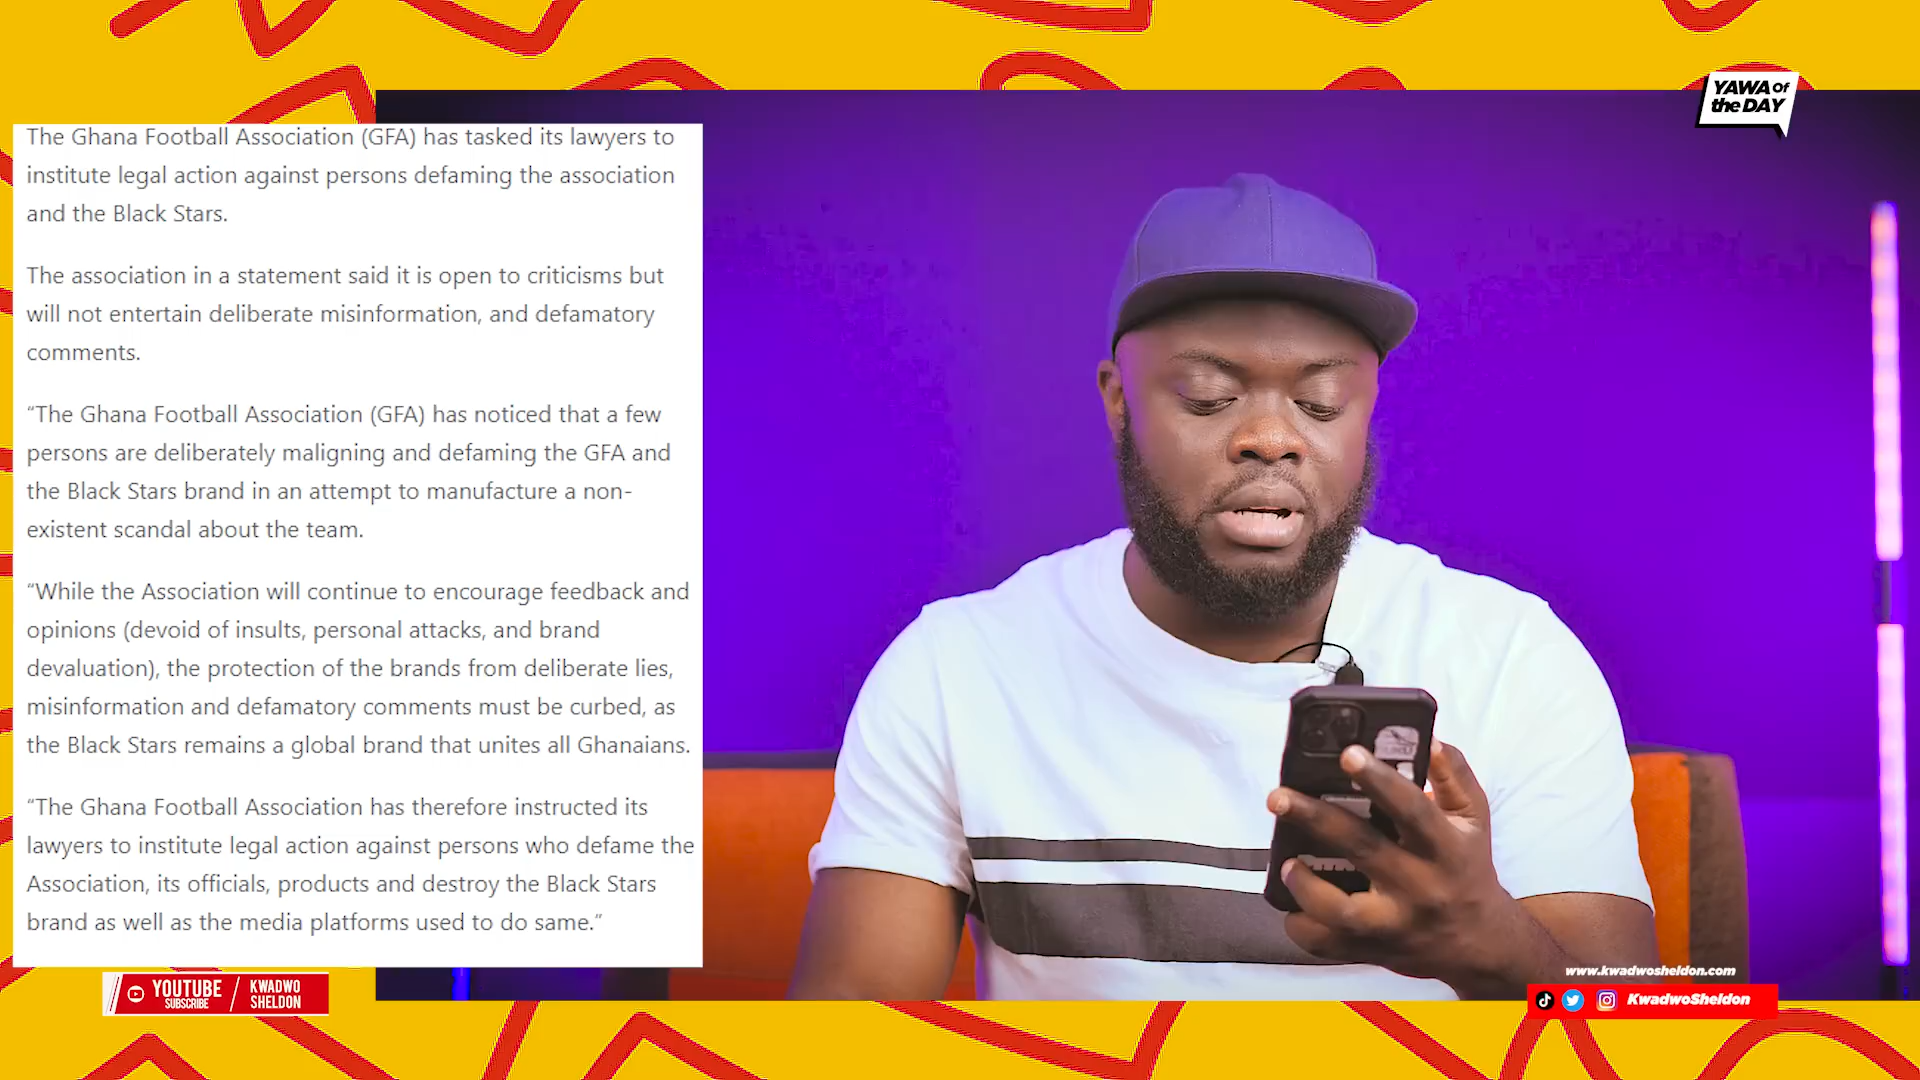 YAWA of
the DAY
The Ghana Football Association (GFA) has tasked its lawyers to
institute legal action against persons defaming the association
and the Black Stars.
The association in a statement said it is open to criticisms but
will not entertain deliberate misinformation, and defamatory
comments.
“The Ghana Football Association (GFA) has noticed that a few
persons are deliberately maligning and defaming the GFA and
the Black Stars brand in an attempt to manufacture a non-
existent scandal about the team.
“While the Association will continue to encourage feedback and
opinions (devoid of insults, personal attacks, and brand
devaluation), the protection of the brands from deliberate lies,
misinformation and defamatory comments must be curbed, as
the Black Stars remains a global brand that unites all Ghanaians.
“The Ghana Football Association has therefore instructed its
lawyers to institute legal action against persons who defame the
Association, its officials, products and destroy the Black Stars
brand as well as the media platforms used to do same.”
YOUTUBE
SUBSCRIBE
KWADWO
SHELDON
www.kwadwosheldon.com
KwadwoSheldon